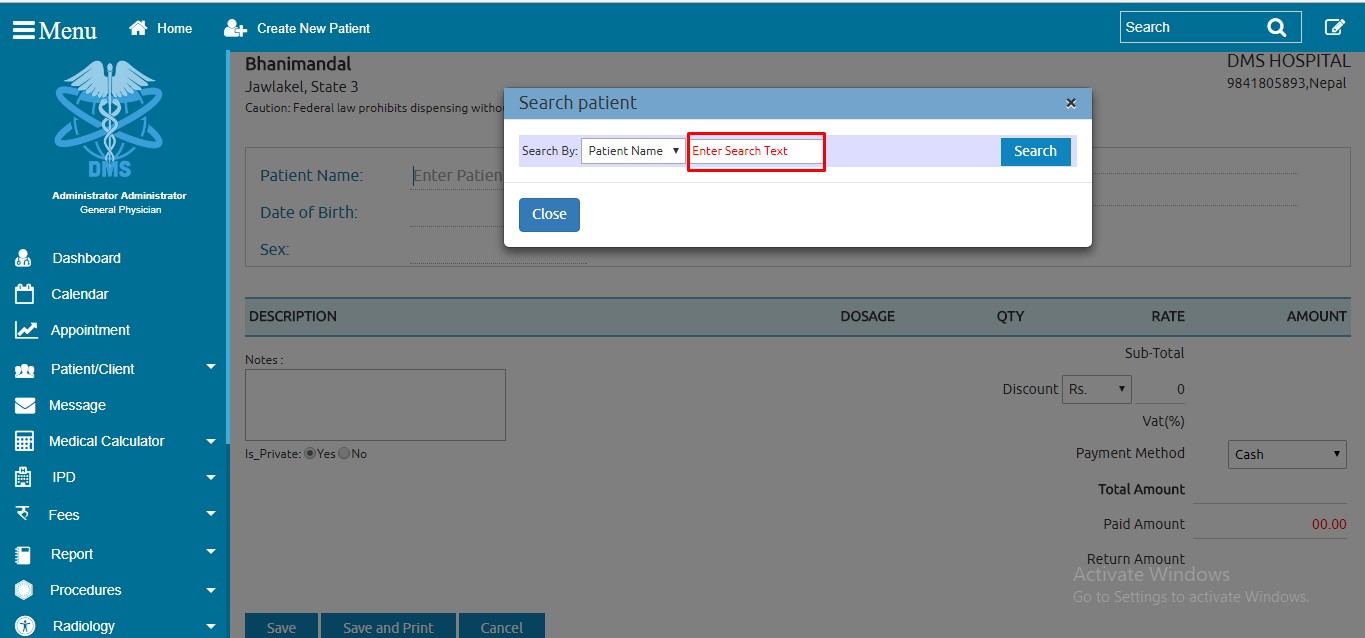 Menu
Home
Create New Patient
Search
DMS
Administrator Administrator
General Physician
Dashboard
Calendar
Appointment
Patient/Client
Message
Medical Calculator
IPD
Fees
Report
Procedures
Radiology
Bhanimandal
Jawlakel, State 3
Caution: Federal law prohibits dispensing witho
DMS HOSPITAL
9841805893,Nepal
Search patient
×
Search By: Patient Name Enter Search Text Search
Close
Patient Name: Enter Patien
Date of Birth:
Sex:
DESCRIPTION DOSAGE QTY RATE AMOUNT
Notes :
Is_Private: Yes No
Sub-Total
Discount Rs. 0
Vat(%)
Payment Method Cash
Total Amount
Paid Amount 00.00
Return Amount
Activate Windows
Go to Settings to activate Windows.
Save Save and Print Cancel